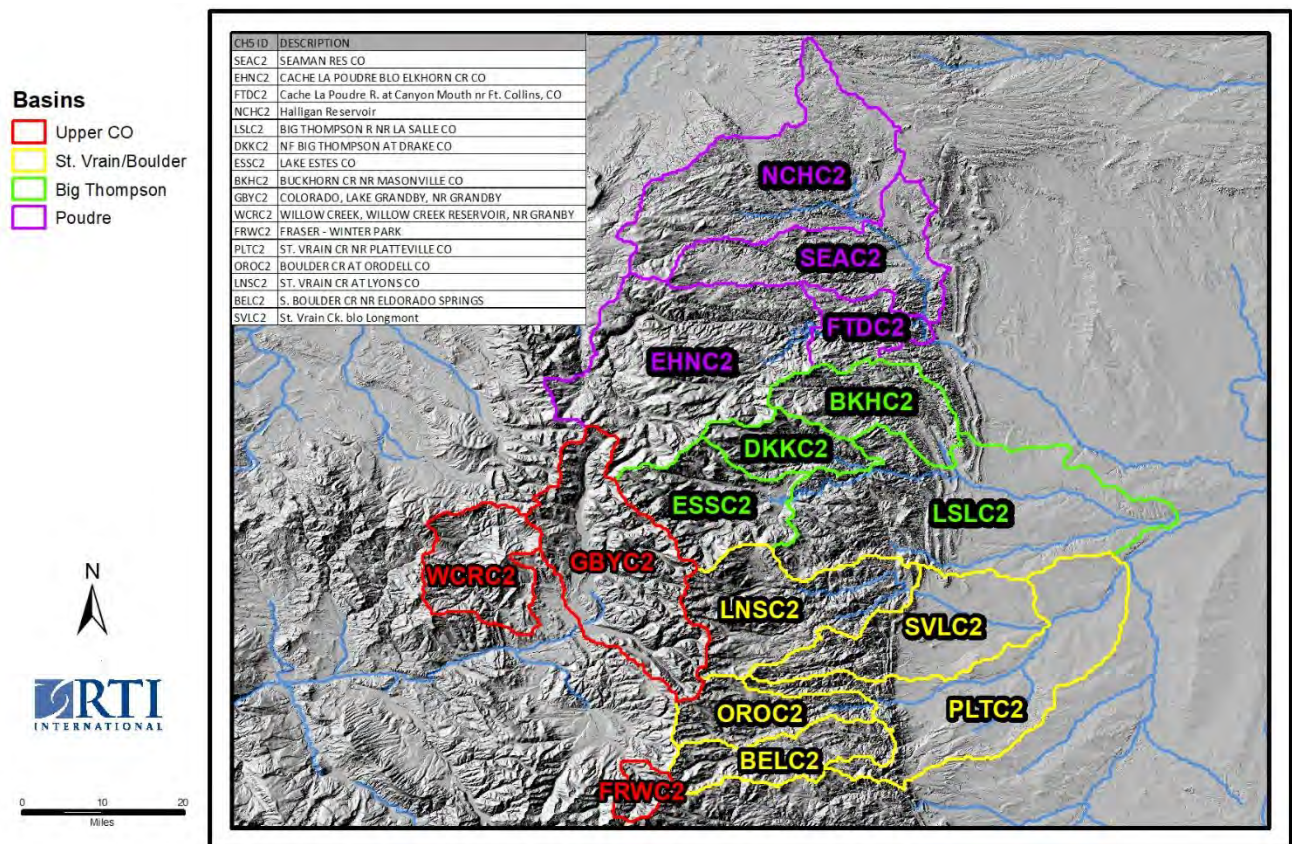 Basins
Upper CO
St. Vrain/Boulder
Big Thompson
Poudre
N
RTI
INTERNATIONAL
0 10 20
Miles
CH5 ID DESCRIPTION
SEAC2 SEAMAN RES CO
EHNC2 CACHE LA POUDRE BLO ELKHORN CR CO
FTDC2 Cache La Poudre R. at Canyon Mouth nr Ft. Collins, CO
NCHC2 Halligan Reservoir
LSLC2 BIG THOMPSON R NR LA SALLE CO
DKKC2 NF BIG THOMPSON AT DRAKE CO
ESSC2 LAKE ESTES CO
BKHC2 BUCKHORN CR NR MASONVILLE CO
GBYC2 COLORADO, LAKE GRANDBY, NR GRANDBY
WCRC2 WILLOW CREEK, WILLOW CREEK RESERVOIR, NR GRANBY
FRWC2 FRASER - WINTER PARK
PLTC2 ST. VRAIN CR NR PLATTEVILLE CO
OROC2 BOULDER CR AT ORODELL CO
LNSC2 ST. VRAIN CR AT LYONS CO
BELC2 S. BOULDER CR NR ELDORADO SPRINGS
SVLC2 St. Vrain Ck. blo Longmont
NCHC2
SEAC2
FTDC2
EHNC2
BKHC2
DKKC2
ESSC2
LSLC2
GBYC2
WCRC2
LNSC2
SVLC2
OROC2
PLTC2
BELC2
FRWC2